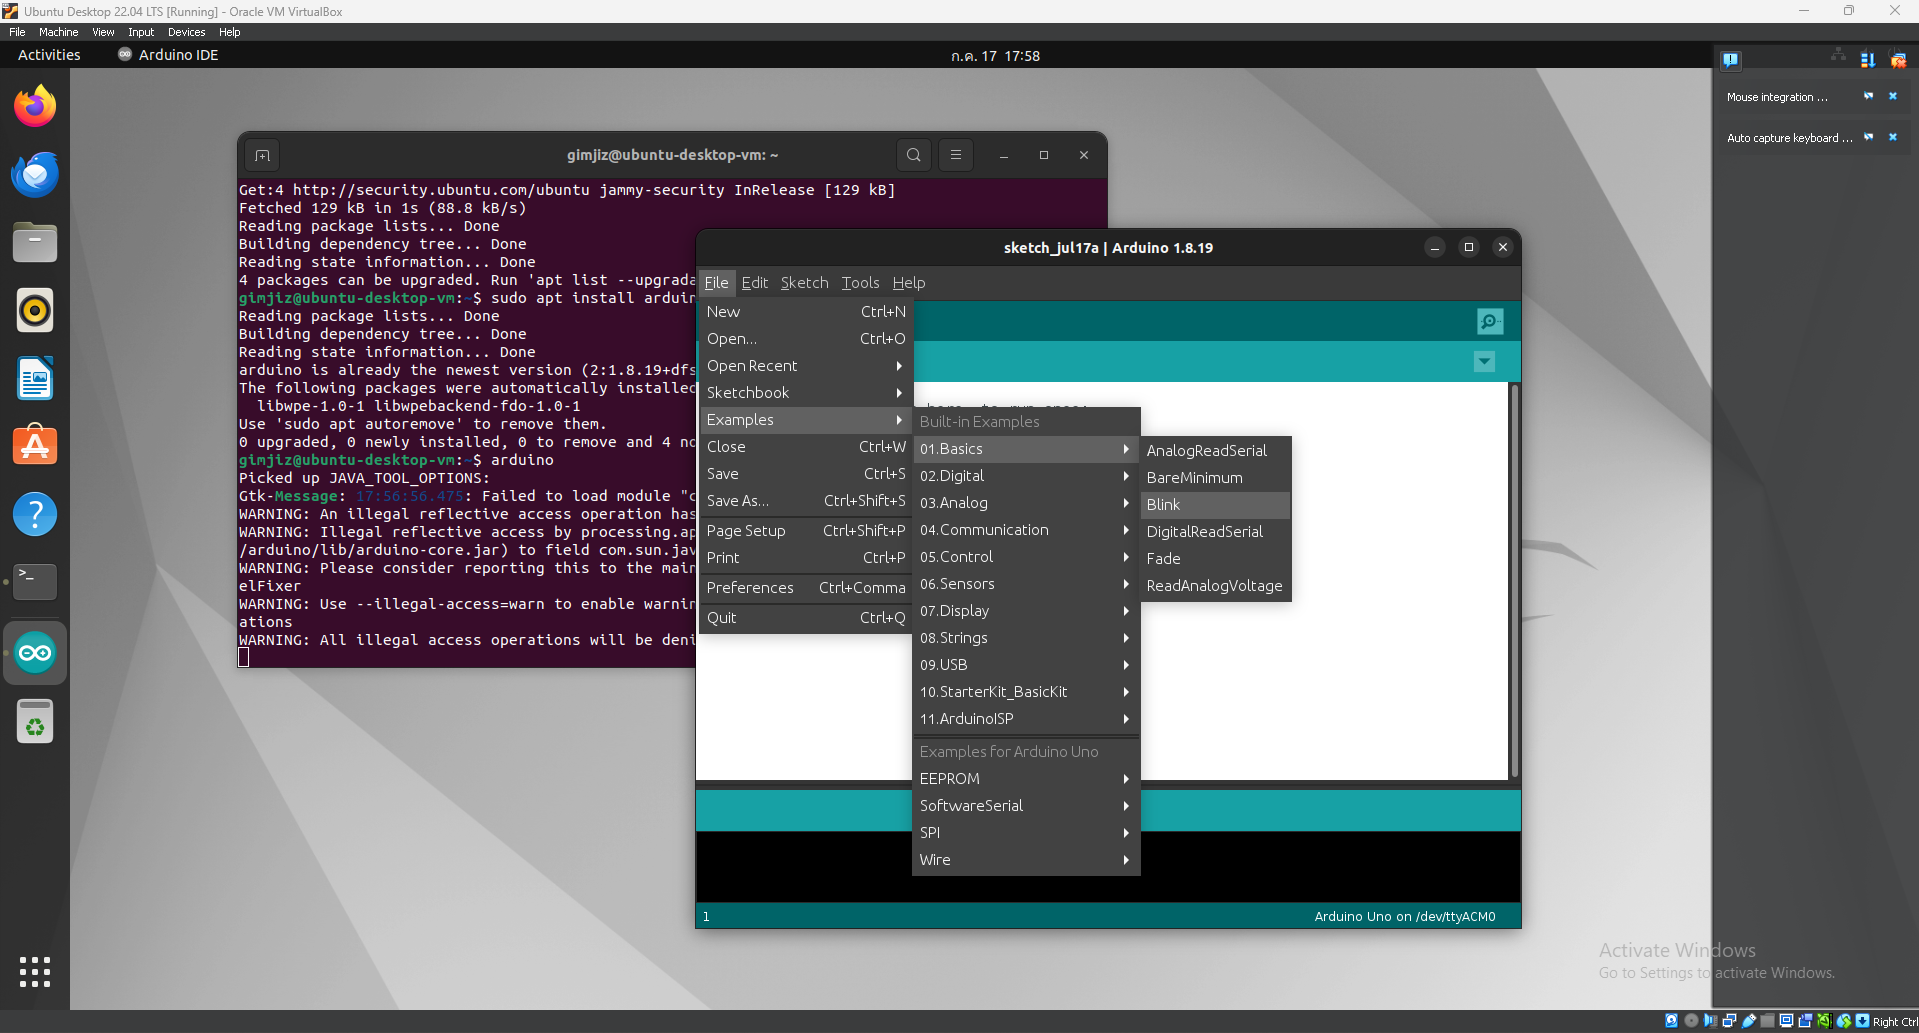 Ubuntu Desktop 22.04 LTS [Running] - Oracle VM VirtualBox
File Machine View Input Devices Help
Activities Arduino IDE ก.ค. 17 17:58
Mouse integration ...
Auto capture keyboard ...
gimjiz@ubuntu-desktop-vm: ~
Get:4 http://security.ubuntu.com/ubuntu jammy-security InRelease [129 kB]
Fetched 129 kB in 1s (88.8 kB/s)
Reading package lists... Done
Building dependency tree... Done
Reading state information... Done
4 packages can be upgraded. Run 'apt list --upgrada
gimjiz@ubuntu-desktop-vm:~$ sudo apt install arduin
Reading package lists... Done
Building dependency tree... Done
Reading state information... Done
arduino is already the newest version (2:1.8.19+dfs
The following packages were automatically installed
libwpe-1.0-1 libwpebackend-fdo-1.0-1
Use 'sudo apt autoremove' to remove them.
0 upgraded, 0 newly installed, 0 to remove and 4 no
gimjiz@ubuntu-desktop-vm:~$ arduino
Picked up JAVA_TOOL_OPTIONS:
Gtk-Message: 17:56:56.475: Failed to load module "c
WARNING: An illegal reflective access operation has
WARNING: Illegal reflective access by processing.ap
/arduino/lib/arduino-core.jar) to field com.sun.jav
WARNING: Please consider reporting this to the main
elFixer
WARNING: Use --illegal-access=warn to enable warnin
ations
WARNING: All illegal access operations will be deni
sketch_jul17a | Arduino 1.8.19
File Edit Sketch Tools Help
New Ctrl+N
Open... Ctrl+O
Open Recent
Sketchbook
Examples
Close Ctrl+W
Save Ctrl+S
Save As... Ctrl+Shift+S
Page Setup Ctrl+Shift+P
Print Ctrl+P
Preferences Ctrl+Comma
Quit Ctrl+Q
Built-in Examples
01.Basics
02.Digital
03.Analog
04.Communication
05.Control
06.Sensors
07.Display
08.Strings
09.USB
10.StarterKit_BasicKit
11.ArduinoISP
Examples for Arduino Uno
EEPROM
SoftwareSerial
SPI
Wire
AnalogReadSerial
BareMinimum
Blink
DigitalReadSerial
Fade
ReadAnalogVoltage
1 Arduino Uno on /dev/ttyACM0
Activate Windows
Go to Settings to activate Windows.
Right Ctrl